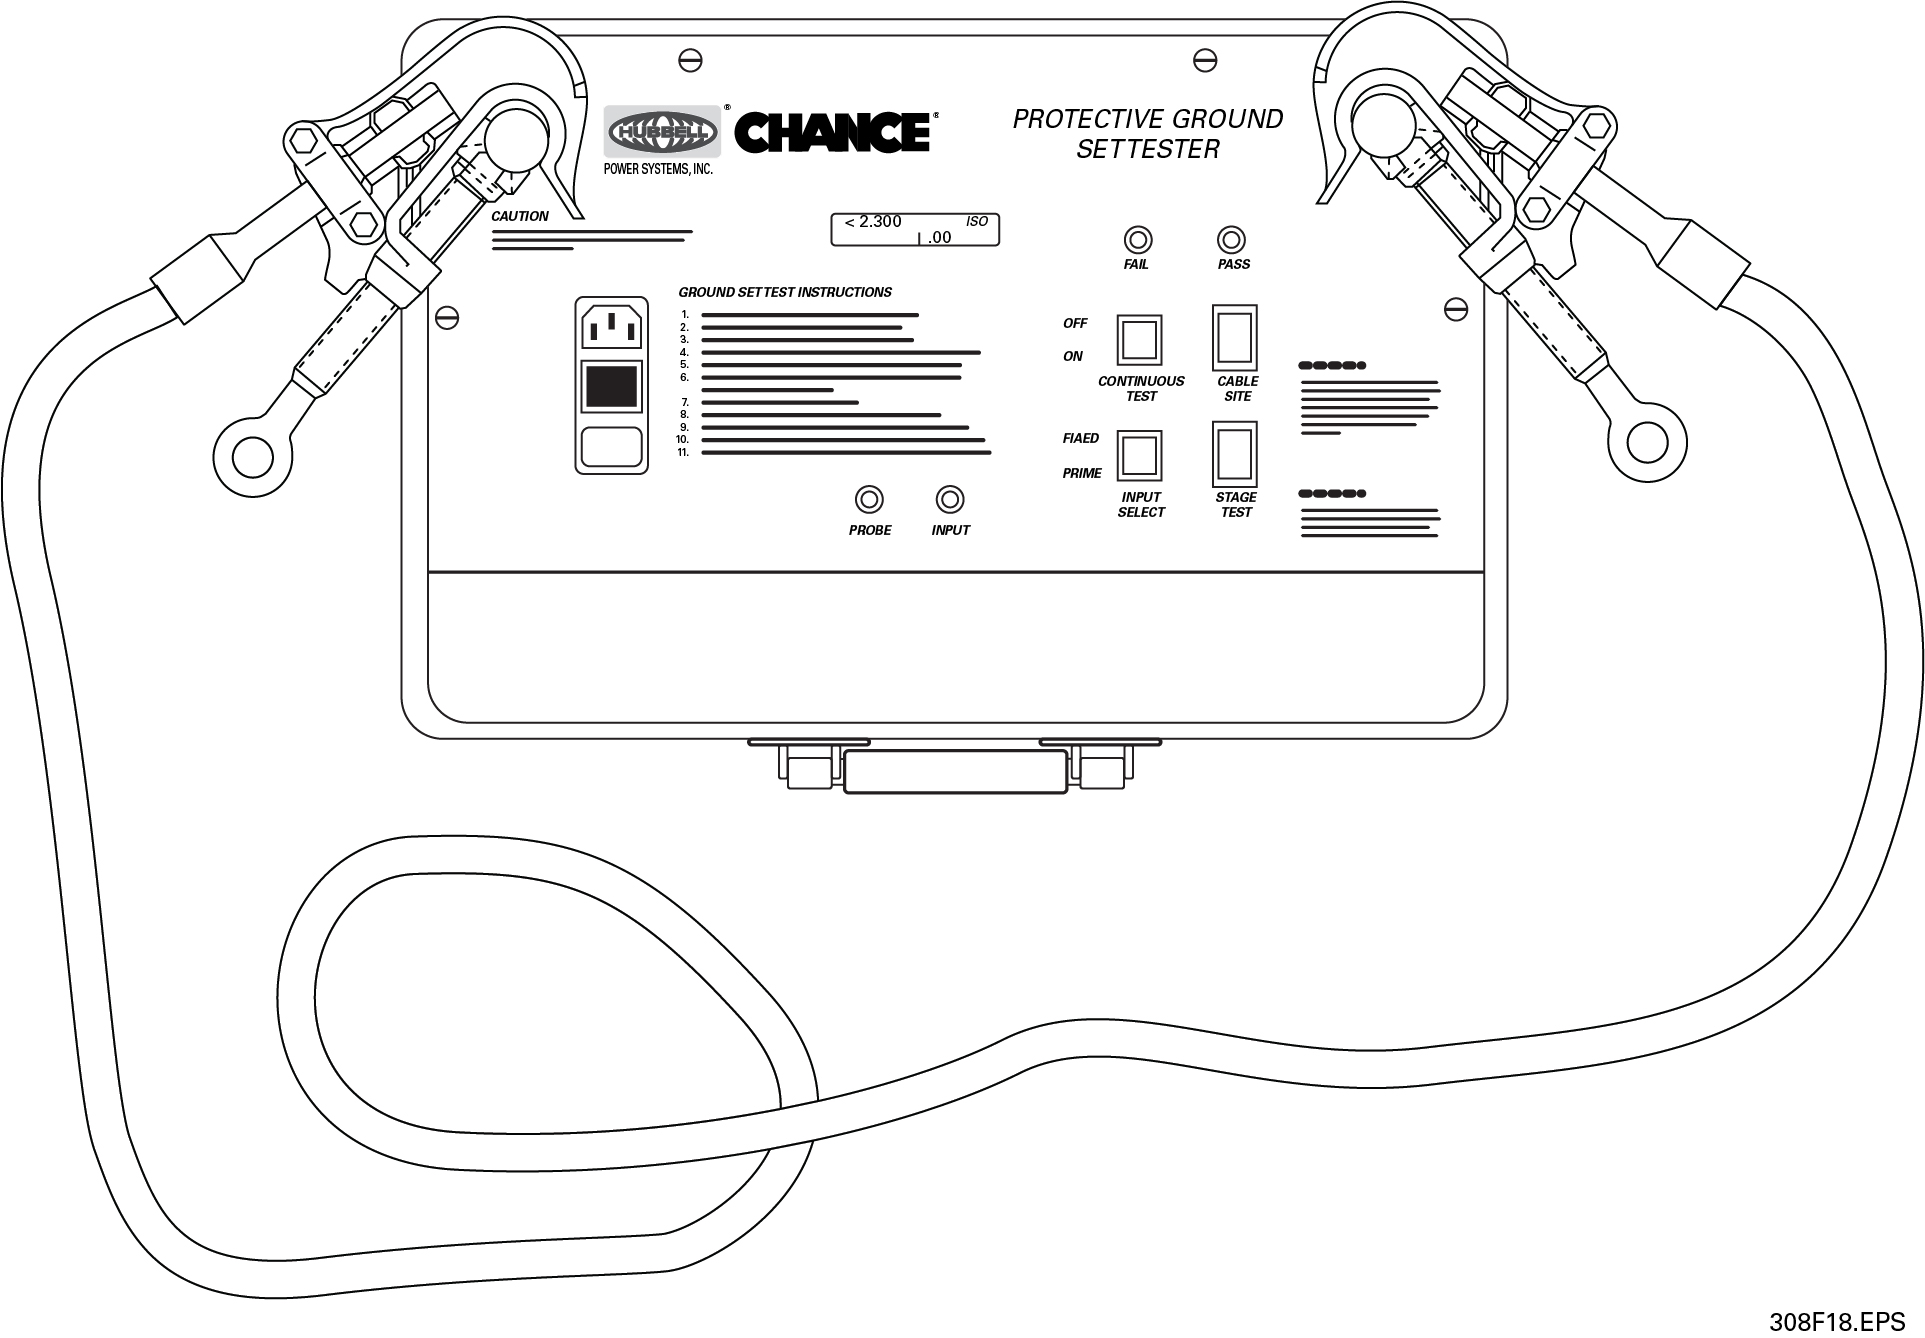 HUBBELL®
CHANCE®
POWER SYSTEMS, INC.
PROTECTIVE GROUND
SETTESTER
CAUTION
< 2.300 ISO
.00
FAIL
PASS
GROUND SET TEST INSTRUCTIONS
1.
2.
3.
4.
5.
6.
7.
8.
9.
10.
11.
OFF
ON
CONTINUOUS
TEST
CABLE
SITE
FIAED
PRIME
INPUT
SELECT
STAGE
TEST
PROBE
INPUT
308F18.EPS